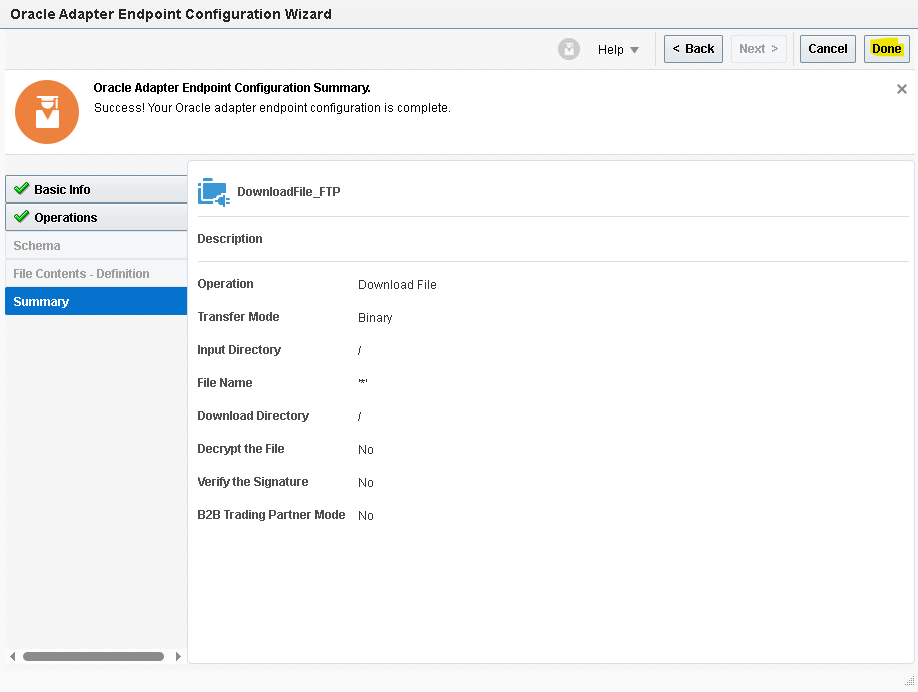 Oracle Adapter Endpoint Configuration Wizard
Help
< Back
Next >
Cancel
Done
Oracle Adapter Endpoint Configuration Summary.
Success! Your Oracle adapter endpoint configuration is complete.
Basic Info
Operations
Schema
File Contents - Definition
Summary
DownloadFile_FTP
Description
Operation Download File
Transfer Mode Binary
Input Directory /
File Name '*'
Download Directory /
Decrypt the File No
Verify the Signature No
B2B Trading Partner Mode No